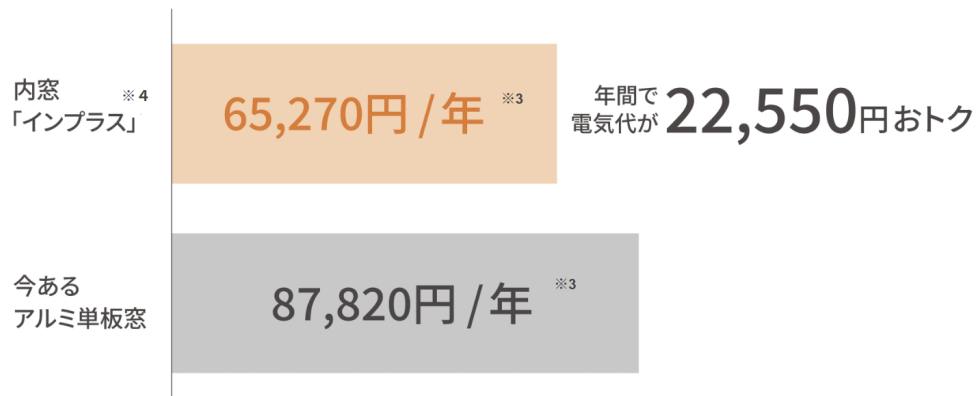 内窓 ※4
「インプラス」
65,270円 / 年 ※3
年間で
電気代が 22,550円おトク
今ある
アルミ単板窓
87,820円 / 年 ※3